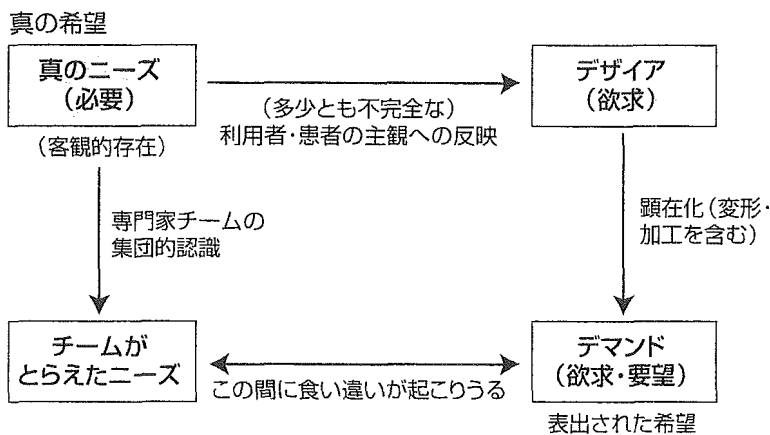 真の希望
真のニーズ
(必要)
デザイア
(欲求)
(多少とも不完全な)
利用者・患者の主観への反映
(客観的存在)
専門家チームの
集団的認識
顕在化(変形・
加工を含む)
チームが
とらえたニーズ
デマンド
(欲求・要望)
この間に食い違いが起こりうる
表出された希望